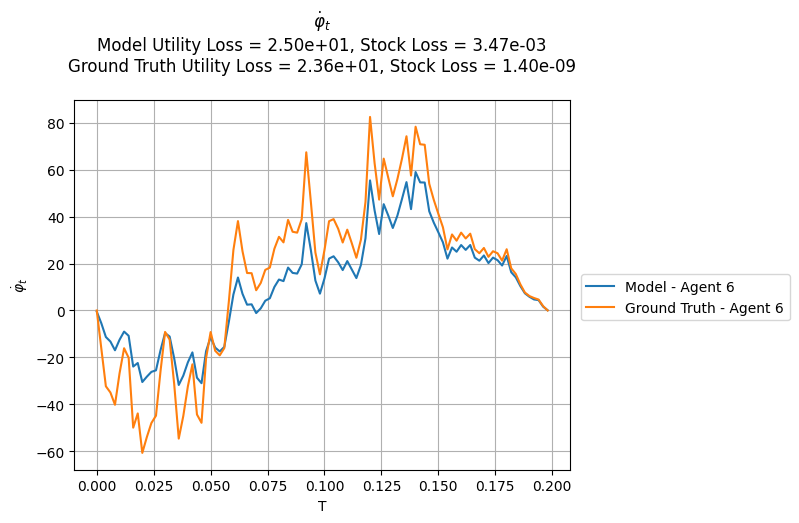 φ̇ₜ
Model Utility Loss = 2.50e+01, Stock Loss = 3.47e-03
Ground Truth Utility Loss = 2.36e+01, Stock Loss = 1.40e-09
φ̇ₜ
80
60
40
20
0
−20
−40
−60
0.000 0.025 0.050 0.075 0.100 0.125 0.150 0.175 0.200
T
Model - Agent 6
Ground Truth - Agent 6